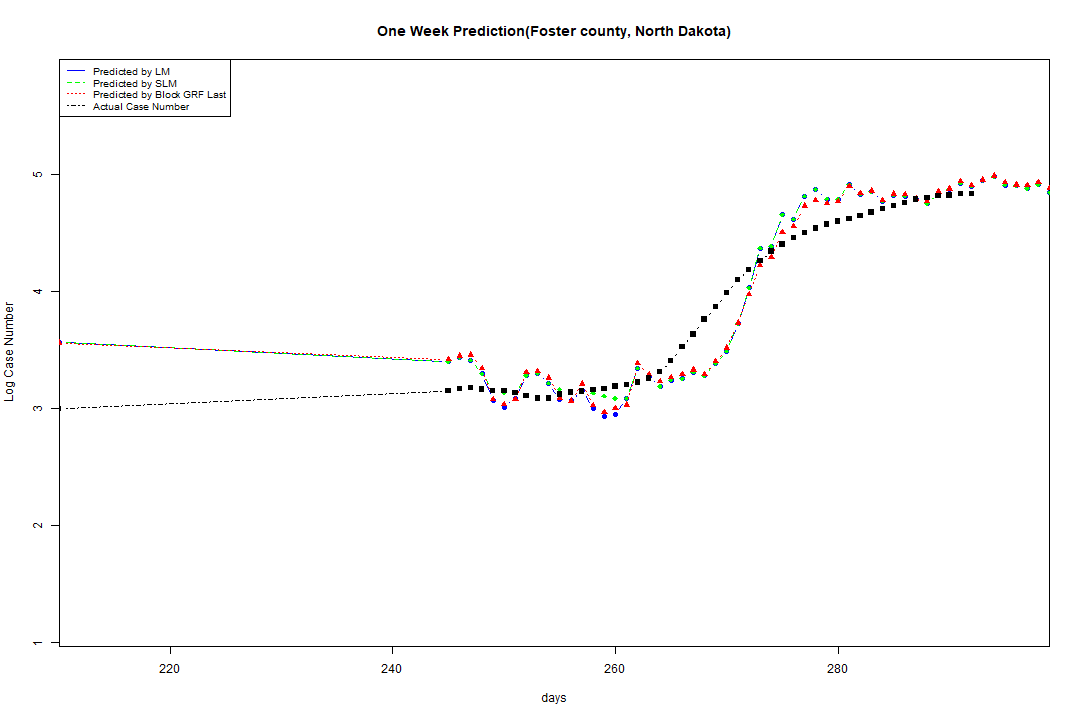 One Week Prediction(Foster county, North Dakota)
Predicted by LM
Predicted by SLM
Predicted by Block GRF Last
Actual Case Number
5
4
3
2
1
Log Case Number
220 240 260 280
days